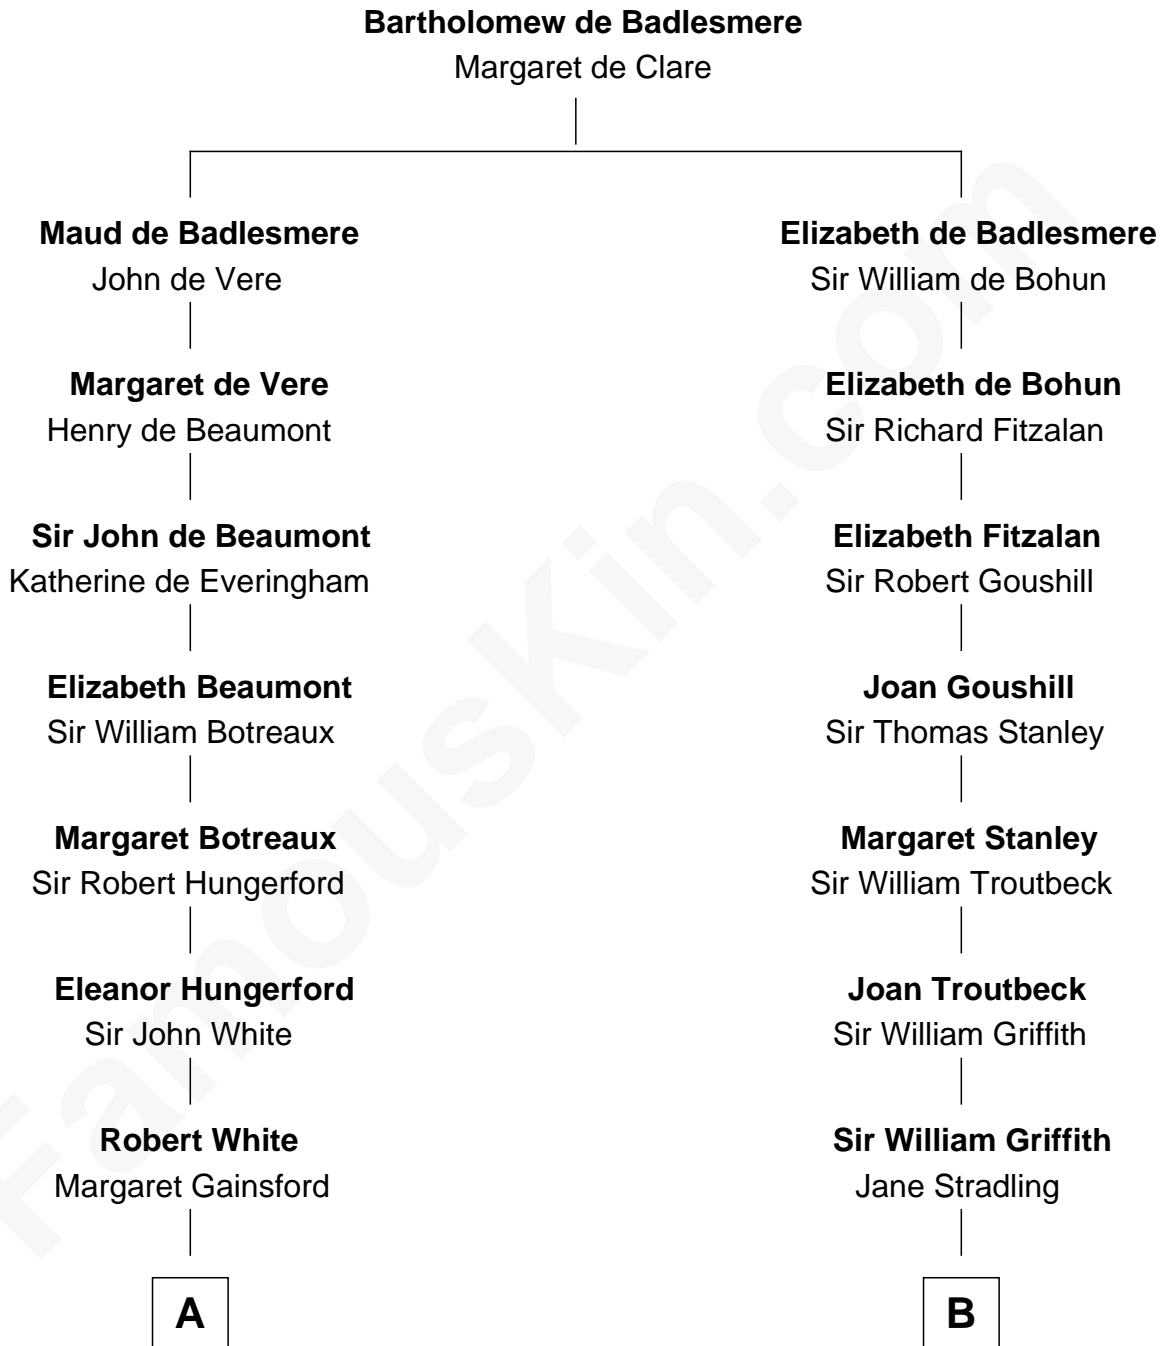 Bartholomew de Badlesmere
Margaret de Clare
Maud de Badlesmere
John de Vere
Elizabeth de Badlesmere
Sir William de Bohun
Margaret de Vere
Henry de Beaumont
Elizabeth de Bohun
Sir Richard Fitzalan
Sir John de Beaumont
Katherine de Everingham
Elizabeth Fitzalan
Sir Robert Goushill
Elizabeth Beaumont
Sir William Botreaux
Joan Goushill
Sir Thomas Stanley
Margaret Botreaux
Sir Robert Hungerford
Margaret Stanley
Sir William Troutbeck
Eleanor Hungerford
Sir John White
Joan Troutbeck
Sir William Griffith
Robert White
Margaret Gainsford
Sir William Griffith
Jane Stradling
A
B
FamousKin.com